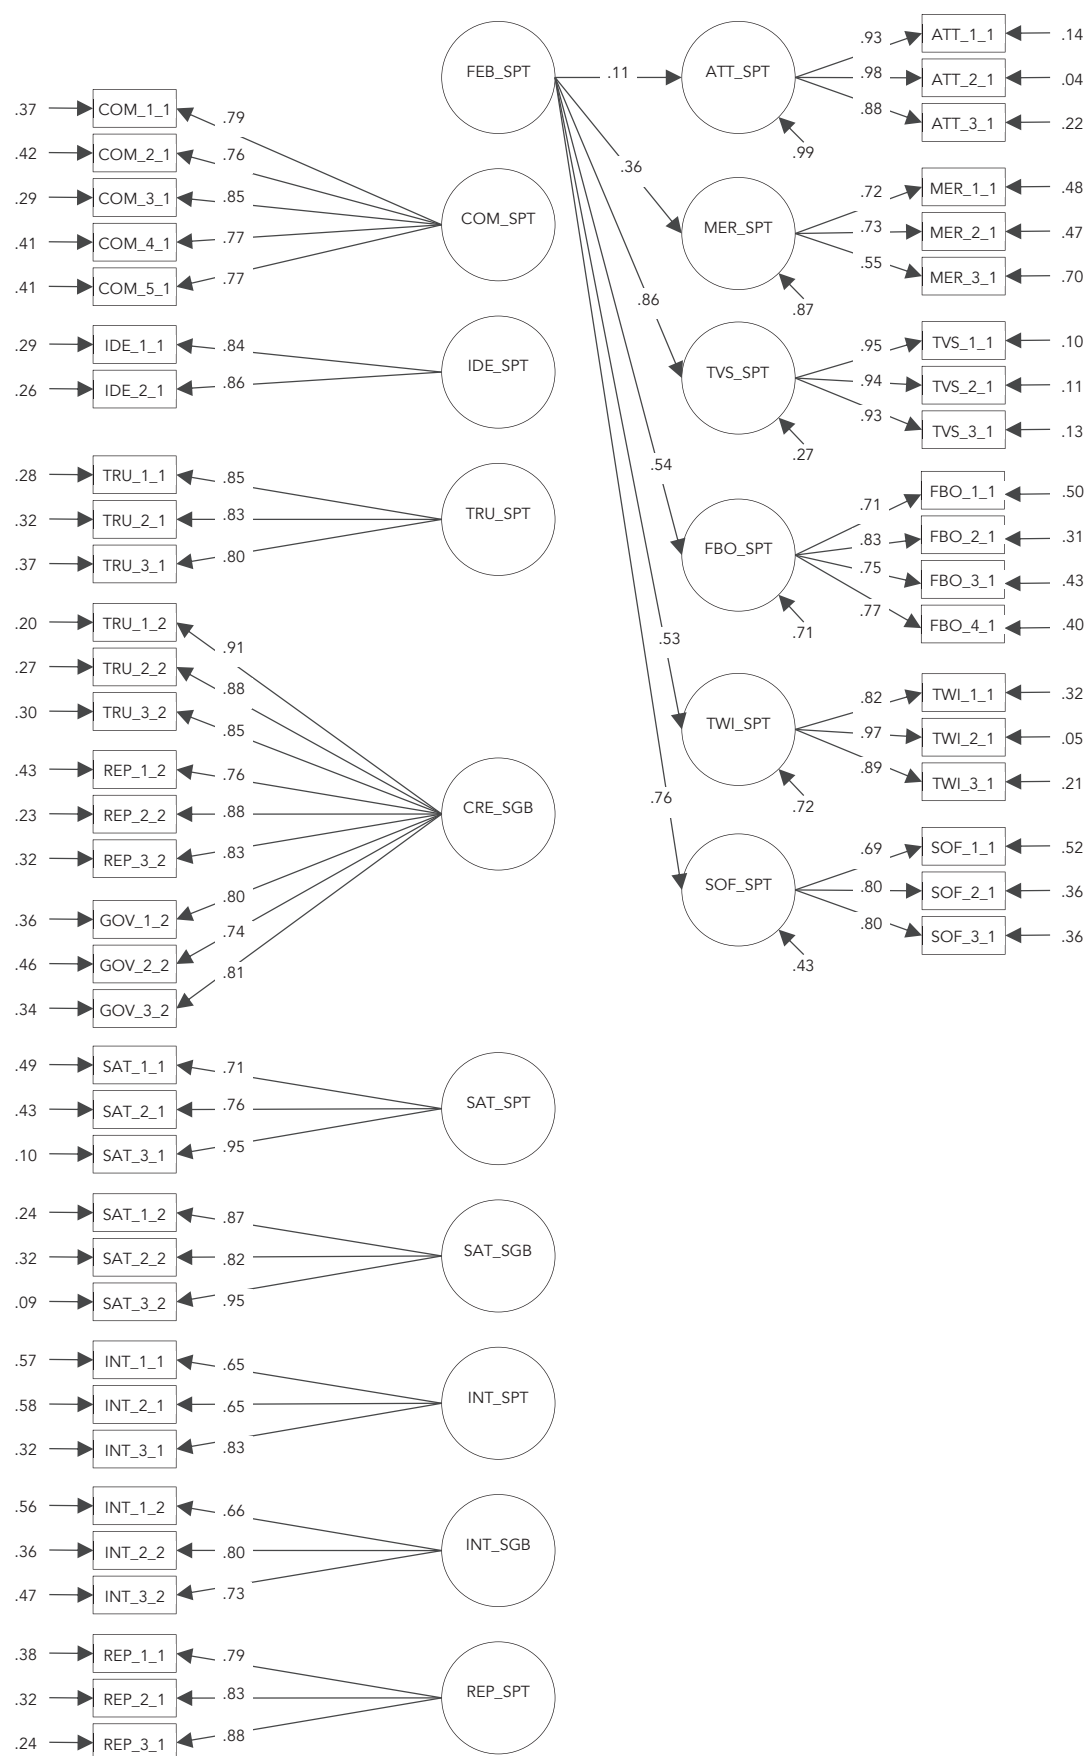 FEB_SPT
.11
ATT_SPT
.99
.93
ATT_1_1
.14
.98
ATT_2_1
.04
.88
ATT_3_1
.22
.37
COM_1_1
.79
.42
COM_2_1
.76
.29
COM_3_1
.85
.41
COM_4_1
.77
.41
COM_5_1
.77
COM_SPT
.36
MER_SPT
.87
.72
MER_1_1
.48
.73
MER_2_1
.47
.55
MER_3_1
.70
.29
IDE_1_1
.84
.26
IDE_2_1
.86
IDE_SPT
.86
TVS_SPT
.27
.95
TVS_1_1
.10
.94
TVS_2_1
.11
.93
TVS_3_1
.13
.28
TRU_1_1
.85
.32
TRU_2_1
.83
.37
TRU_3_1
.80
TRU_SPT
.54
FBO_SPT
.71
.71
FBO_1_1
.50
.83
FBO_2_1
.31
.75
FBO_3_1
.43
.77
FBO_4_1
.40
.20
TRU_1_2
.91
.27
TRU_2_2
.88
.30
TRU_3_2
.85
.43
REP_1_2
.76
.23
REP_2_2
.88
.32
REP_3_2
.83
.36
GOV_1_2
.80
.46
GOV_2_2
.74
.34
GOV_3_2
.81
CRE_SGB
.53
TWI_SPT
.72
.82
TWI_1_1
.32
.97
TWI_2_1
.05
.89
TWI_3_1
.21
.76
SOF_SPT
.43
.69
SOF_1_1
.52
.80
SOF_2_1
.36
.80
SOF_3_1
.36
.49
SAT_1_1
.71
.43
SAT_2_1
.76
.10
SAT_3_1
.95
SAT_SPT
.24
SAT_1_2
.87
.32
SAT_2_2
.82
.09
SAT_3_2
.95
SAT_SGB
.57
INT_1_1
.65
.58
INT_2_1
.65
.32
INT_3_1
.83
INT_SPT
.56
INT_1_2
.66
.36
INT_2_2
.80
.47
INT_3_2
.73
INT_SGB
.38
REP_1_1
.79
.32
REP_2_1
.83
.24
REP_3_1
.88
REP_SPT